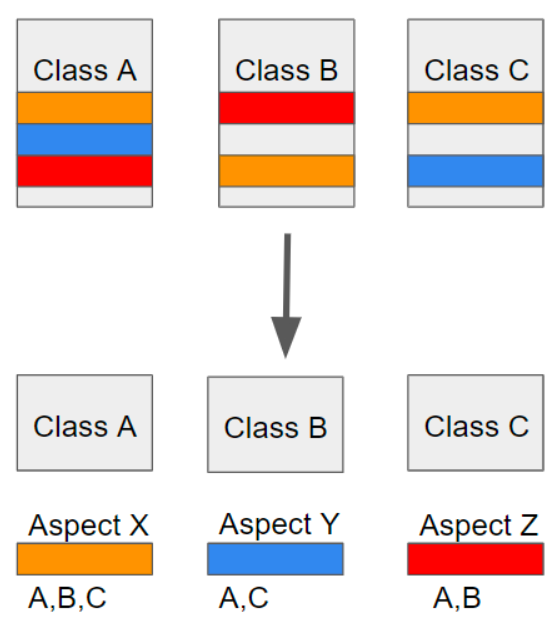 Class A
Class B
Class C
Class A
Class B
Class C
Aspect X
Aspect Y
Aspect Z
A,B,C
A,C
A,B